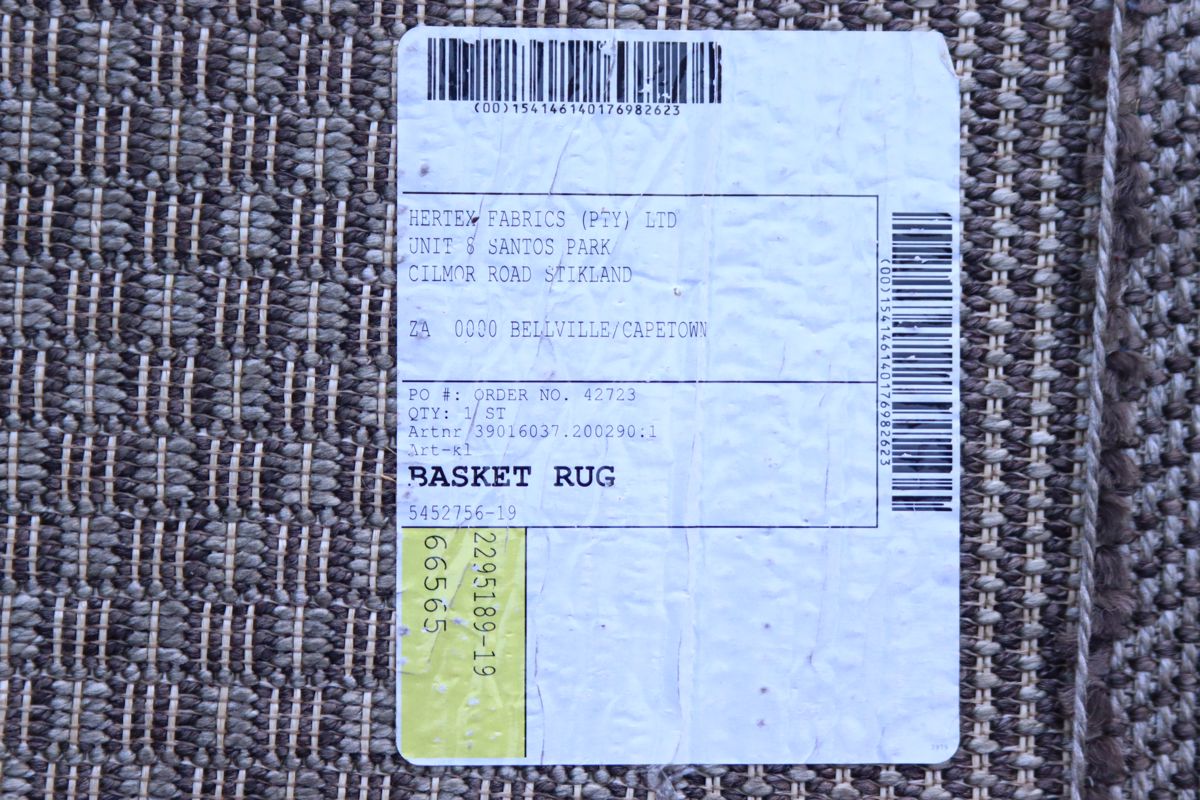 (00)154146140176982623
HERTEX FABRICS (PTY) LTD
UNIT 8 SANTOS PARK
CILMOR ROAD STIKLAND
ZA 0000 BELLVILLE/CAPETOWN
(00)154146140176982623
PO #: ORDER NO. 42723
QTY: 1 ST
Artnr 39016037.200290:1
Art-kl
BASKET RUG
5452756-19
2295189-19
66565